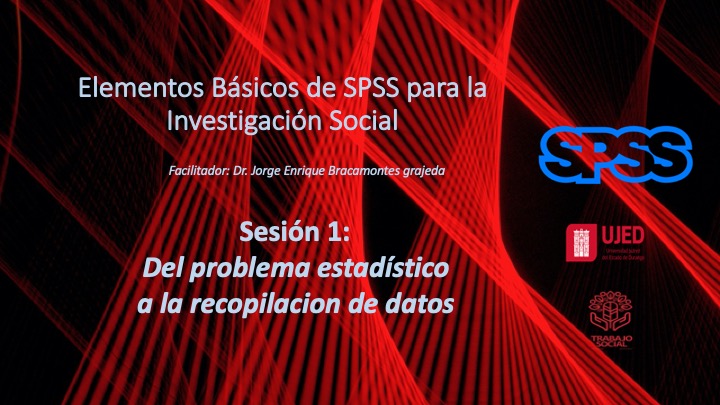 Elementos Básicos de SPSS para la
Investigación Social
Facilitador: Dr. Jorge Enrique Bracamontes grajeda
SPSS
Sesión 1:
Del problema estadístico
a la recopilacion de datos
UJED
Universidad Juárez
del Estado de Durango
TRABAJO
SOCIAL